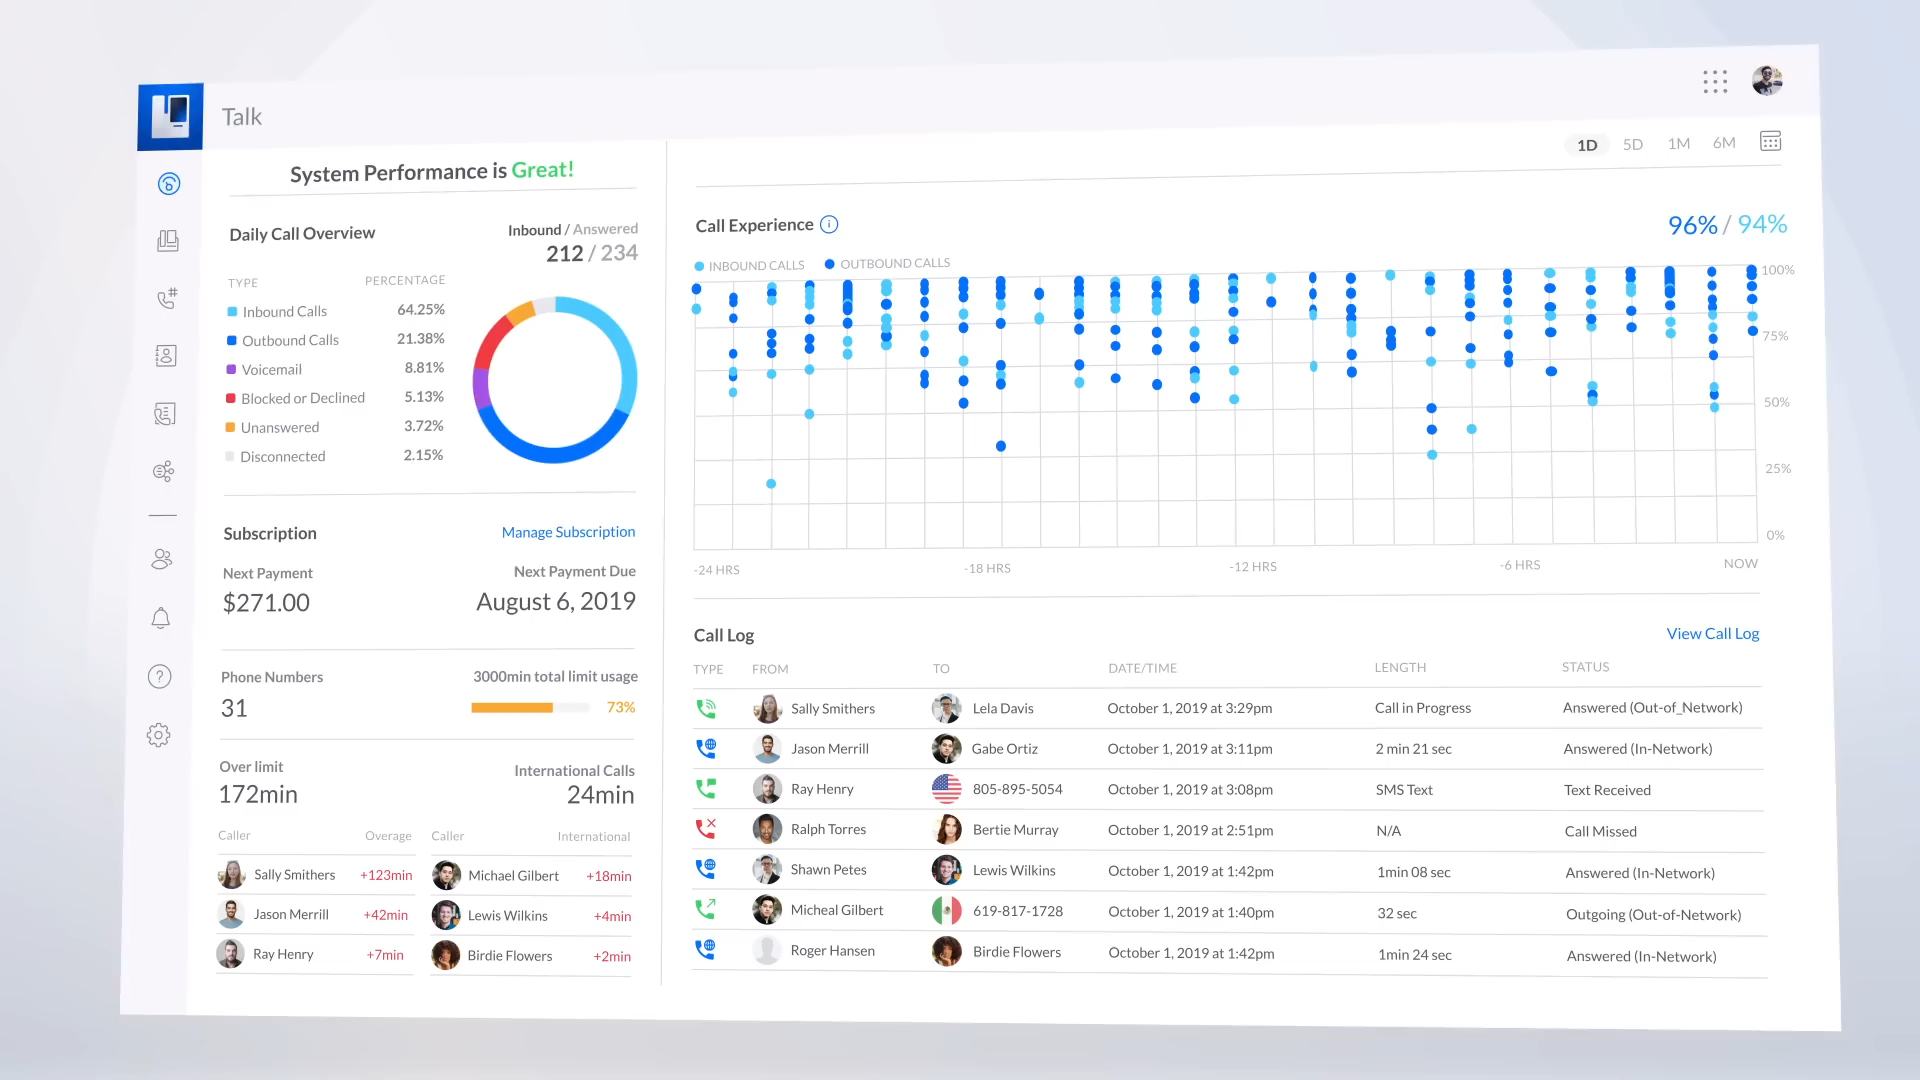 Talk
1D 5D 1M 6M
System Performance is Great!
Daily Call Overview
Inbound / Answered
212 / 234
TYPE PERCENTAGE
Inbound Calls 64.25%
Outbound Calls 21.38%
Voicemail 8.81%
Blocked or Declined 5.13%
Unanswered 3.72%
Disconnected 2.15%
Subscription Manage Subscription
Next Payment Next Payment Due
$271.00 August 6, 2019
Phone Numbers 3000min total limit usage
31 73%
Over limit International Calls
172min 24min
Caller Overage Caller International
Sally Smithers +123min Michael Gilbert +18min
Jason Merrill +42min Lewis Wilkins +4min
Ray Henry +7min Birdie Flowers +2min
Call Experience i 96% / 94%
INBOUND CALLS OUTBOUND CALLS
100%
75%
50%
25%
0%
-24 HRS -18 HRS -12 HRS -6 HRS NOW
Call Log View Call Log
TYPE FROM TO DATE/TIME LENGTH STATUS
Sally Smithers Lela Davis October 1, 2019 at 3:29pm Call in Progress Answered (Out-of_Network)
Jason Merrill Gabe Ortiz October 1, 2019 at 3:11pm 2 min 21 sec Answered (In-Network)
Ray Henry 805-895-5054 October 1, 2019 at 3:08pm SMS Text Text Received
Ralph Torres Bertie Murray October 1, 2019 at 2:51pm N/A Call Missed
Shawn Petes Lewis Wilkins October 1, 2019 at 1:42pm 1min 08 sec Answered (In-Network)
Micheal Gilbert 619-817-1728 October 1, 2019 at 1:40pm 32 sec Outgoing (Out-of-Network)
Roger Hansen Birdie Flowers October 1, 2019 at 1:42pm 1min 24 sec Answered (In-Network)